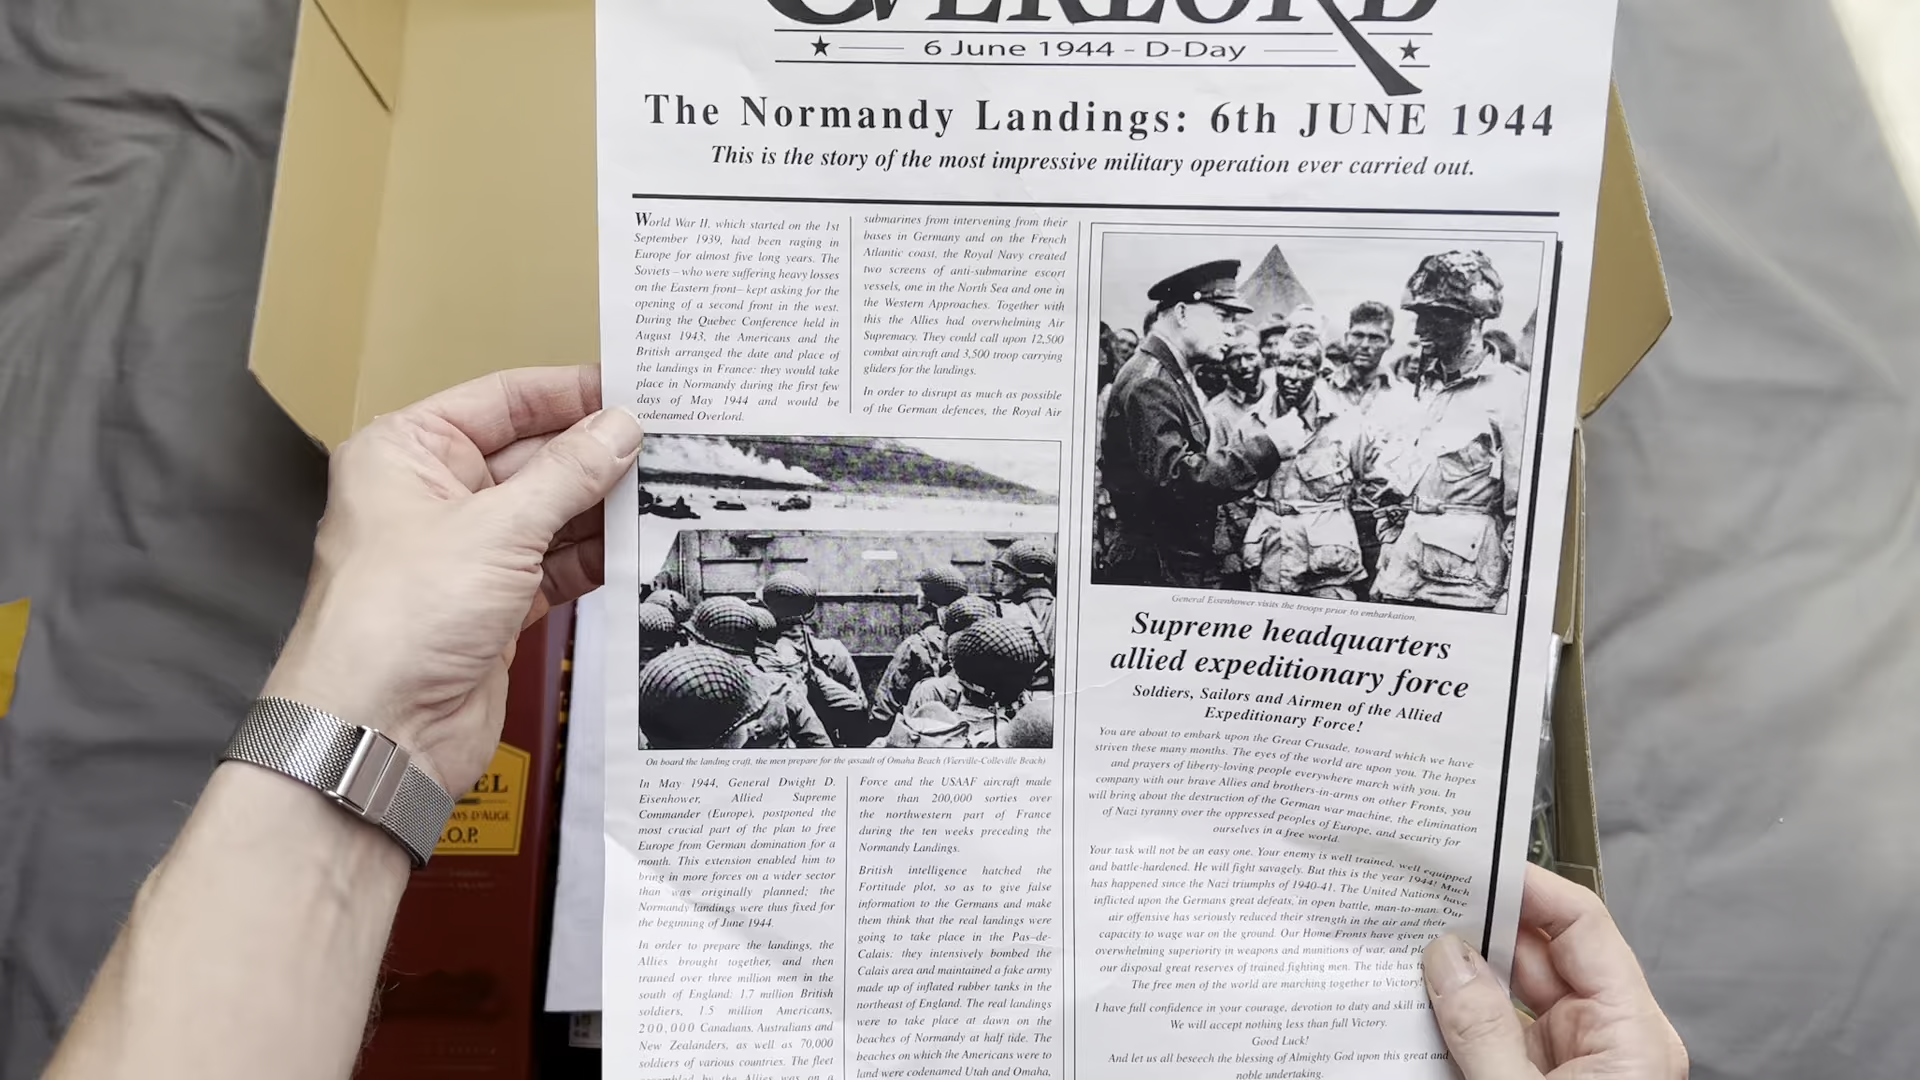 OVERLORD
6 June 1944 - D-Day
The Normandy Landings: 6th JUNE 1944
This is the story of the most impressive military operation ever carried out.
World War II, which started on the 1st
September 1939, had been raging in
Europe for almost five long years. The
Soviets – who were suffering heavy losses
on the Eastern front– kept asking for the
opening of a second front in the west.
During the Quebec Conference held in
August 1943, the Americans and the
British arranged the date and place of
the landings in France: they would take
place in Normandy during the first few
days of May 1944 and would be
codenamed Overlord.
submarines from intervening from their
bases in Germany and on the French
Atlantic coast, the Royal Navy created
two screens of anti-submarine escort
vessels, one in the North Sea and one in
the Western Approaches. Together with
this the Allies had overwhelming Air
Supremacy. They could call upon 12,500
combat aircraft and 3,500 troop carrying
gliders for the landings.
In order to disrupt as much as possible
of the German defences, the Royal Air
On board the landing craft, the men prepare for the assault of Omaha Beach (Vierville-Colleville Beach)
In May 1944, General Dwight D.
Eisenhower, Allied Supreme
Commander (Europe), postponed the
most crucial part of the plan to free
Europe from German domination for a
month. This extension enabled him to
bring in more forces on a wider sector
than was originally planned; the
Normandy landings were thus fixed for
the beginning of June 1944.
In order to prepare the landings, the
Allies brought together, and then
trained over three million men in the
south of England: 1.7 million British
soldiers, 1.5 million Americans,
200,000 Canadians, Australians and
New Zealanders, as well as 70,000
soldiers of various countries. The fleet
assembled by the Allies was on a
Force and the USAAF aircraft made
more than 200,000 sorties over
the northwestern part of France
during the ten weeks preceding the
Normandy Landings.
British intelligence hatched the
Fortitude plot, so as to give false
information to the Germans and make
them think that the real landings were
going to take place in the Pas-de-
Calais: they intensively bombed the
Calais area and maintained a fake army
made up of inflated rubber tanks in the
northeast of England. The real landings
were to take place at dawn on the
beaches of Normandy at half tide. The
beaches on which the Americans were to
land were codenamed Utah and Omaha,
General Eisenhower visits the troops prior to embarkation.
Supreme headquarters
allied expeditionary force
Soldiers, Sailors and Airmen of the Allied
Expeditionary Force!
You are about to embark upon the Great Crusade, toward which we have
striven these many months. The eyes of the world are upon you. The hopes
and prayers of liberty-loving people everywhere march with you. In
company with our brave Allies and brothers-in-arms on other Fronts, you
will bring about the destruction of the German war machine, the elimination
of Nazi tyranny over the oppressed peoples of Europe, and security for
ourselves in a free world.
Your task will not be an easy one. Your enemy is well trained, well equipped
and battle-hardened. He will fight savagely. But this is the year 1944! Much
has happened since the Nazi triumphs of 1940-41. The United Nations have
inflicted upon the Germans great defeats, in open battle, man-to-man. Our
air offensive has seriously reduced their strength in the air and their
capacity to wage war on the ground. Our Home Fronts have given us
overwhelming superiority in weapons and munitions of war, and
our disposal great reserves of trained fighting men. The tide has
The free men of the world are marching together to Victory!
I have full confidence in your courage, devotion to duty and skill in
We will accept nothing less than full Victory.
Good Luck!
And let us all beseech the blessing of Almighty God upon this great and
noble undertaking.
EL
AYS D'AUGE
.O.P.